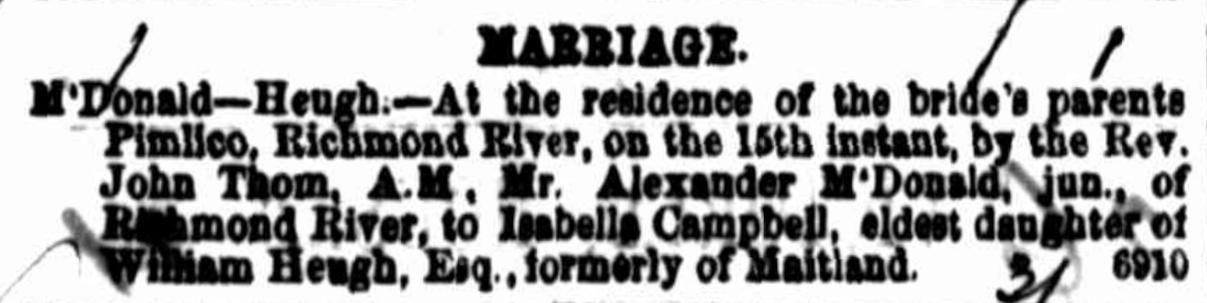 MARRIAGE.
M'Donald—Heugh.—At the residence of the bride's parents
Pimlico, Richmond River, on the 15th instant, by the Rev.
John Thom, A.M, Mr. Alexander M'Donald, jun., of
Richmond River, to Isabella Campbell, eldest daughter of
William Heugh, Esq., formerly of Maitland. 31 6910